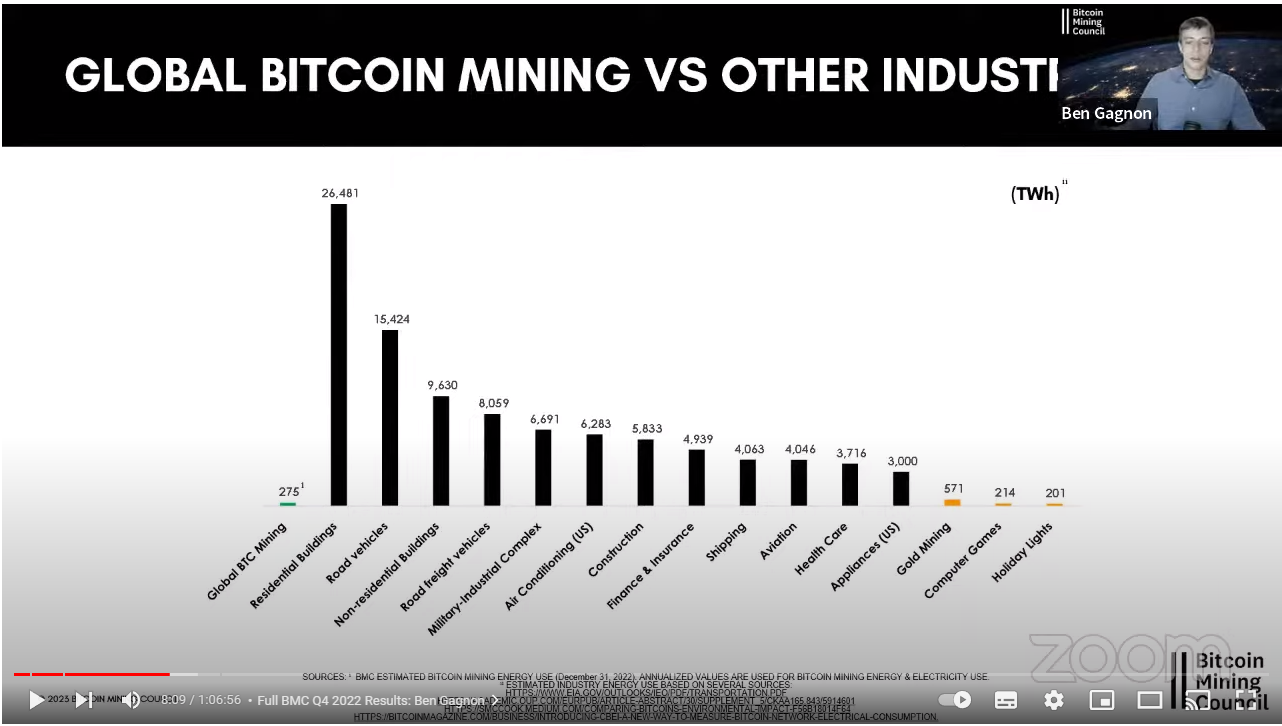 Bitcoin
Mining
Council
GLOBAL BITCOIN MINING VS OTHER INDUSTR
Ben Gagnon
(TWh) 11
26,481
15,424
9,630
8,059
6,691
6,283
5,833
4,939
4,063
4,046
3,716
3,000
275 1
571
214
201
Global BTC Mining
Residential Buildings
Road vehicles
Non-residential Buildings
Road freight vehicles
Military-Industrial Complex
Air Conditioning (US)
Construction
Finance & Insurance
Shipping
Aviation
Health Care
Appliances (US)
Gold Mining
Computer Games
Holiday Lights
zoom
Bitcoin
Mining
Council
SOURCES: 1 BMC ESTIMATED BITCOIN MINING ENERGY USE (December 31, 2022). ANNUALIZED VALUES ARE USED FOR BITCOIN MINING ENERGY & ELECTRICITY USE.
11 ESTIMATED INDUSTRY ENERGY USE BASED ON SEVERAL SOURCES:
HTTPS://WWW.EIA.GOV/OUTLOOKS/IEO/PDF/TRANSPORTATION.PDF
8:09 / 1:06:56 • Full BMC Q4 2022 Results: Ben Gagnon >
HTTPS://BITCOINMAGAZINE.COM/BUSINESS/INTRODUCING-CBEI-A-NEW-WAY-TO-MEASURE-BITCOIN-NETWORK-ELECTRICAL-CONSUMPTION.